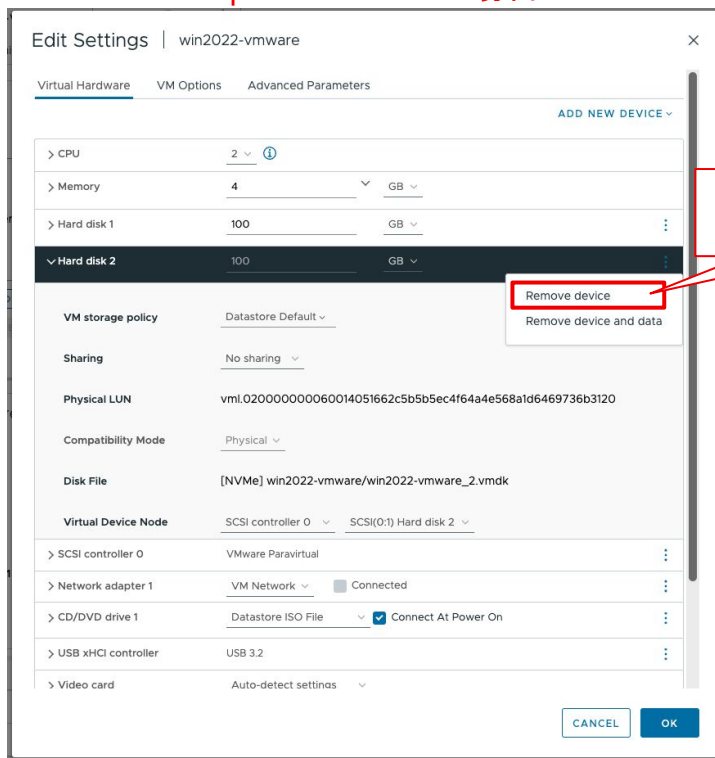 Edit Settings | win2022-vmware
Virtual Hardware VM Options Advanced Parameters
ADD NEW DEVICE
CPU 2
Memory 4 GB
Hard disk 1 100 GB
Hard disk 2 100 GB
Remove device
Remove device and data
VM storage policy Datastore Default
Sharing No sharing
Physical LUN vml.020000000060014051662c5b5b5ec4f64a4e568a1d6469736b3120
Compatibility Mode Physical
Disk File [NVMe] win2022-vmware/win2022-vmware_2.vmdk
Virtual Device Node SCSI controller 0 SCSI(0:1) Hard disk 2
SCSI controller 0 VMware Paravirtual
Network adapter 1 VM Network Connected
CD/DVD drive 1 Datastore ISO File Connect At Power On
USB xHCI controller USB 3.2
Video card Auto-detect settings
CANCEL OK